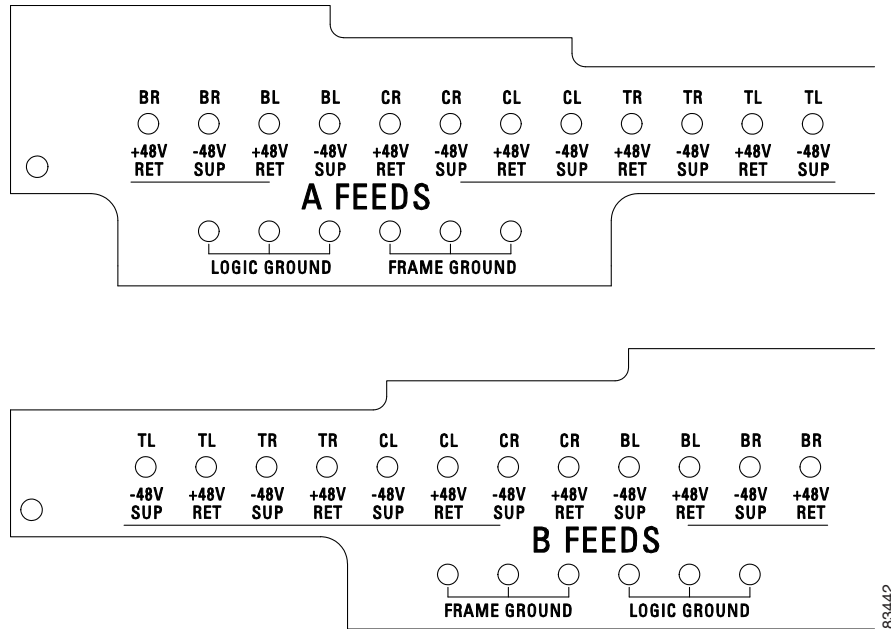 BR BR BL BL CR CR CL CL TR TR TL TL
+48V -48V +48V -48V +48V -48V +48V -48V +48V -48V +48V -48V
RET SUP RET SUP RET SUP RET SUP RET SUP RET SUP
A FEEDS
LOGIC GROUND FRAME GROUND
TL TL TR TR CL CL CR CR BL BL BR BR
-48V +48V -48V +48V -48V +48V -48V +48V -48V +48V -48V +48V
SUP RET SUP RET SUP RET SUP RET SUP RET SUP RET
B FEEDS
FRAME GROUND LOGIC GROUND
83442